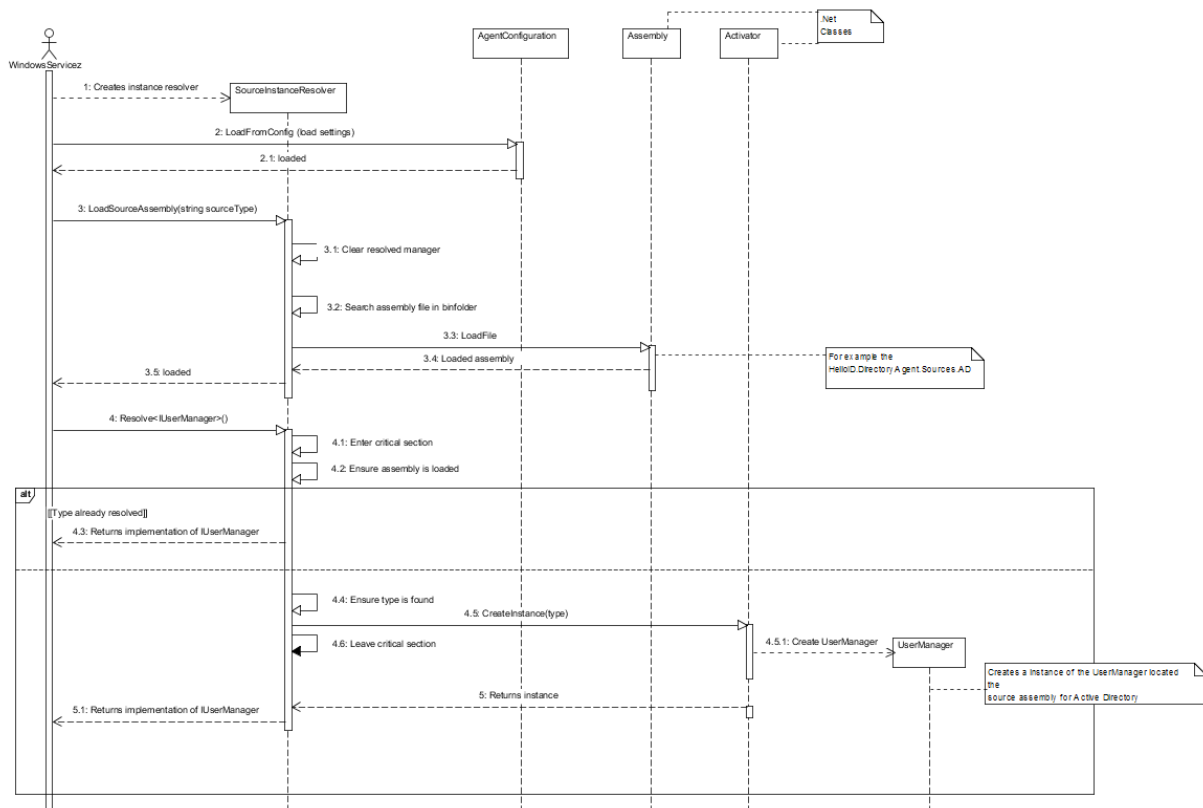 .Net
Classes
AgentConfiguration
Assembly
Activator
WindowsServicez
1: Creates instance resolver
SourceInstanceResolver
2: LoadFromConfig (load settings)
2.1: loaded
3: LoadSourceAssembly(string sourceType)
3.1: Clear resolved manager
3.2: Search assembly file in binfolder
3.3: LoadFile
3.4: Loaded assembly
For example the
HelloID.Directory Agent.Sources.AD
3.5: loaded
4: Resolve<IUserManager>()
4.1: Enter critical section
4.2: Ensure assembly is loaded
alt
[[Type already resolved]]
4.3: Returns implementation of IUserManager
4.4: Ensure type is found
4.5: CreateInstance(type)
4.6: Leave critical section
4.5.1: Create UserManager
UserManager
Creates a instance of the UserManager located
the
source assembly for Active Directory
5: Returns instance
5.1: Returns implementation of IUserManager